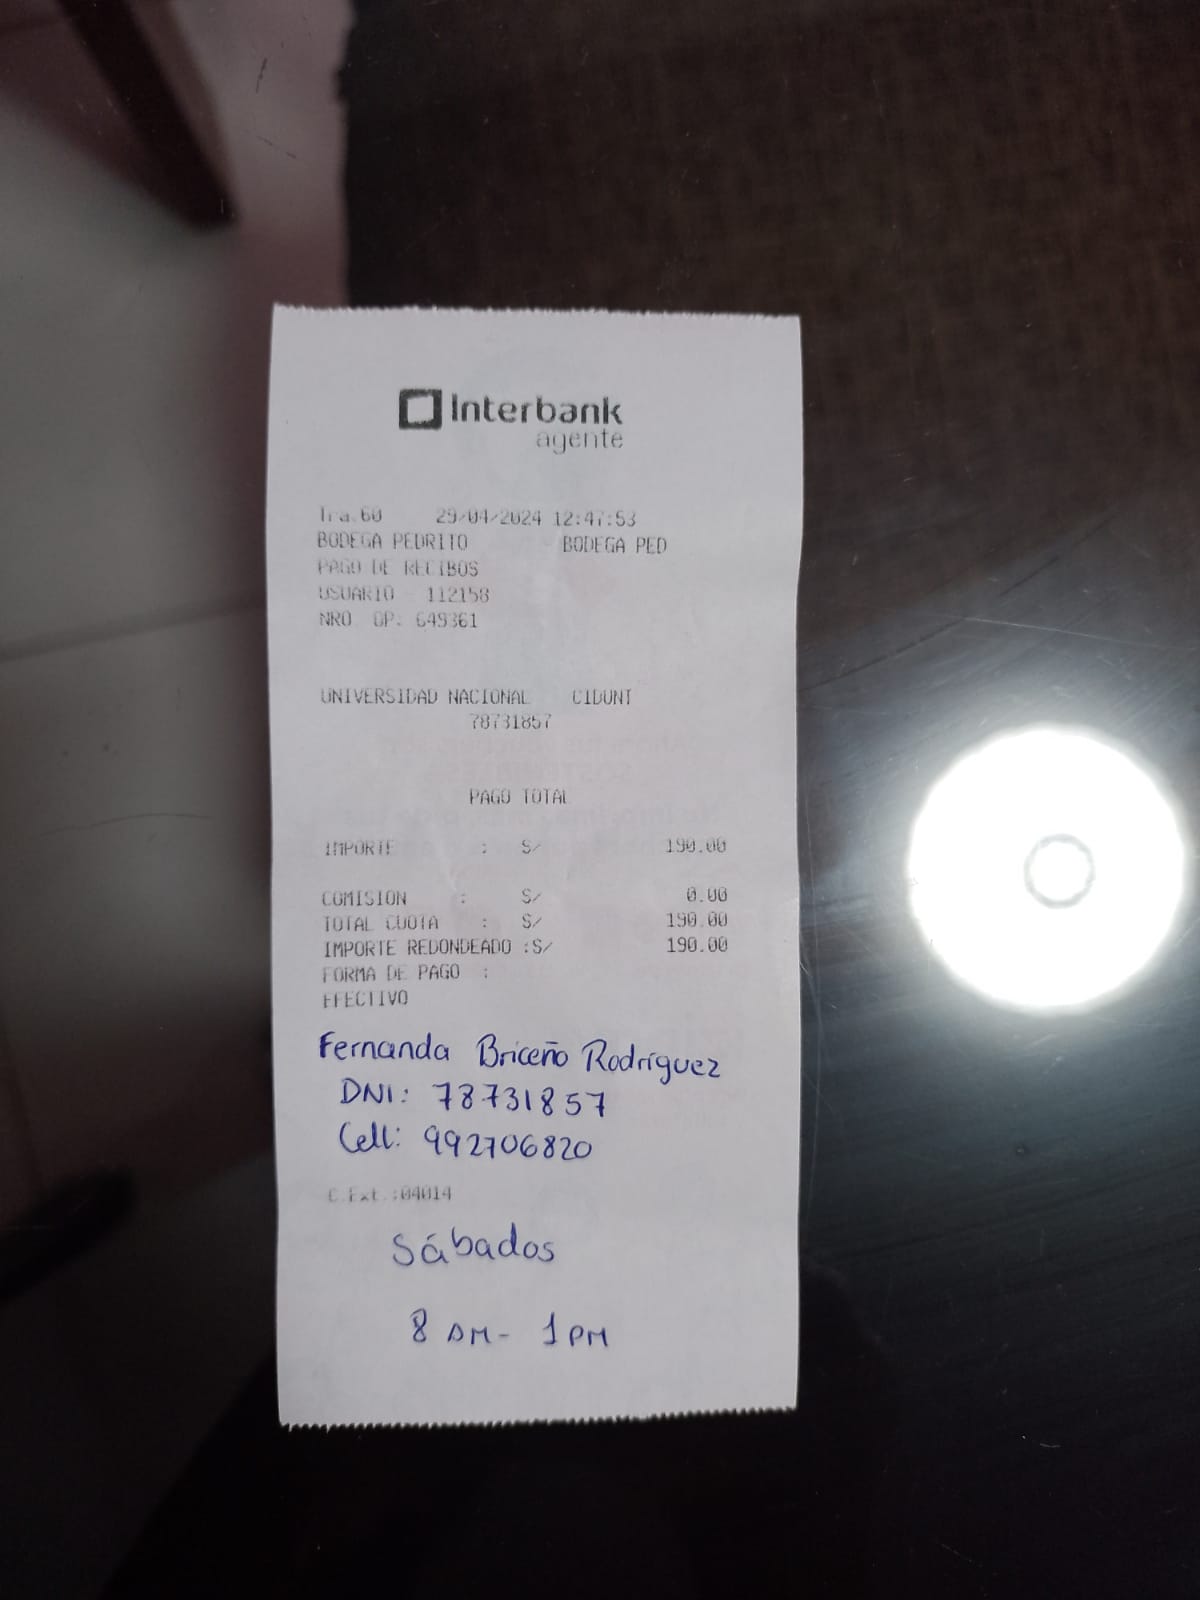 Interbank
agente
Tra.60 29/04/2024 12:47:53
BODEGA PEDRITO - BODEGA PED
PAGO DE RECIBOS
USUARIO - 112158
NRO OP: 649361
UNIVERSIDAD NACIONAL CIDUNT
78731857
PAGO TOTAL
IMPORTE : S/ 190.00
COMISION : S/ 0.00
TOTAL CUOTA : S/ 190.00
IMPORTE REDONDEADO :S/ 190.00
FORMA DE PAGO :
EFECTIVO
Fernanda Briceño Rodríguez
DNI: 78731857
Cell: 992706820
C.Ext.:04014
Sábados
8 AM - 1 PM